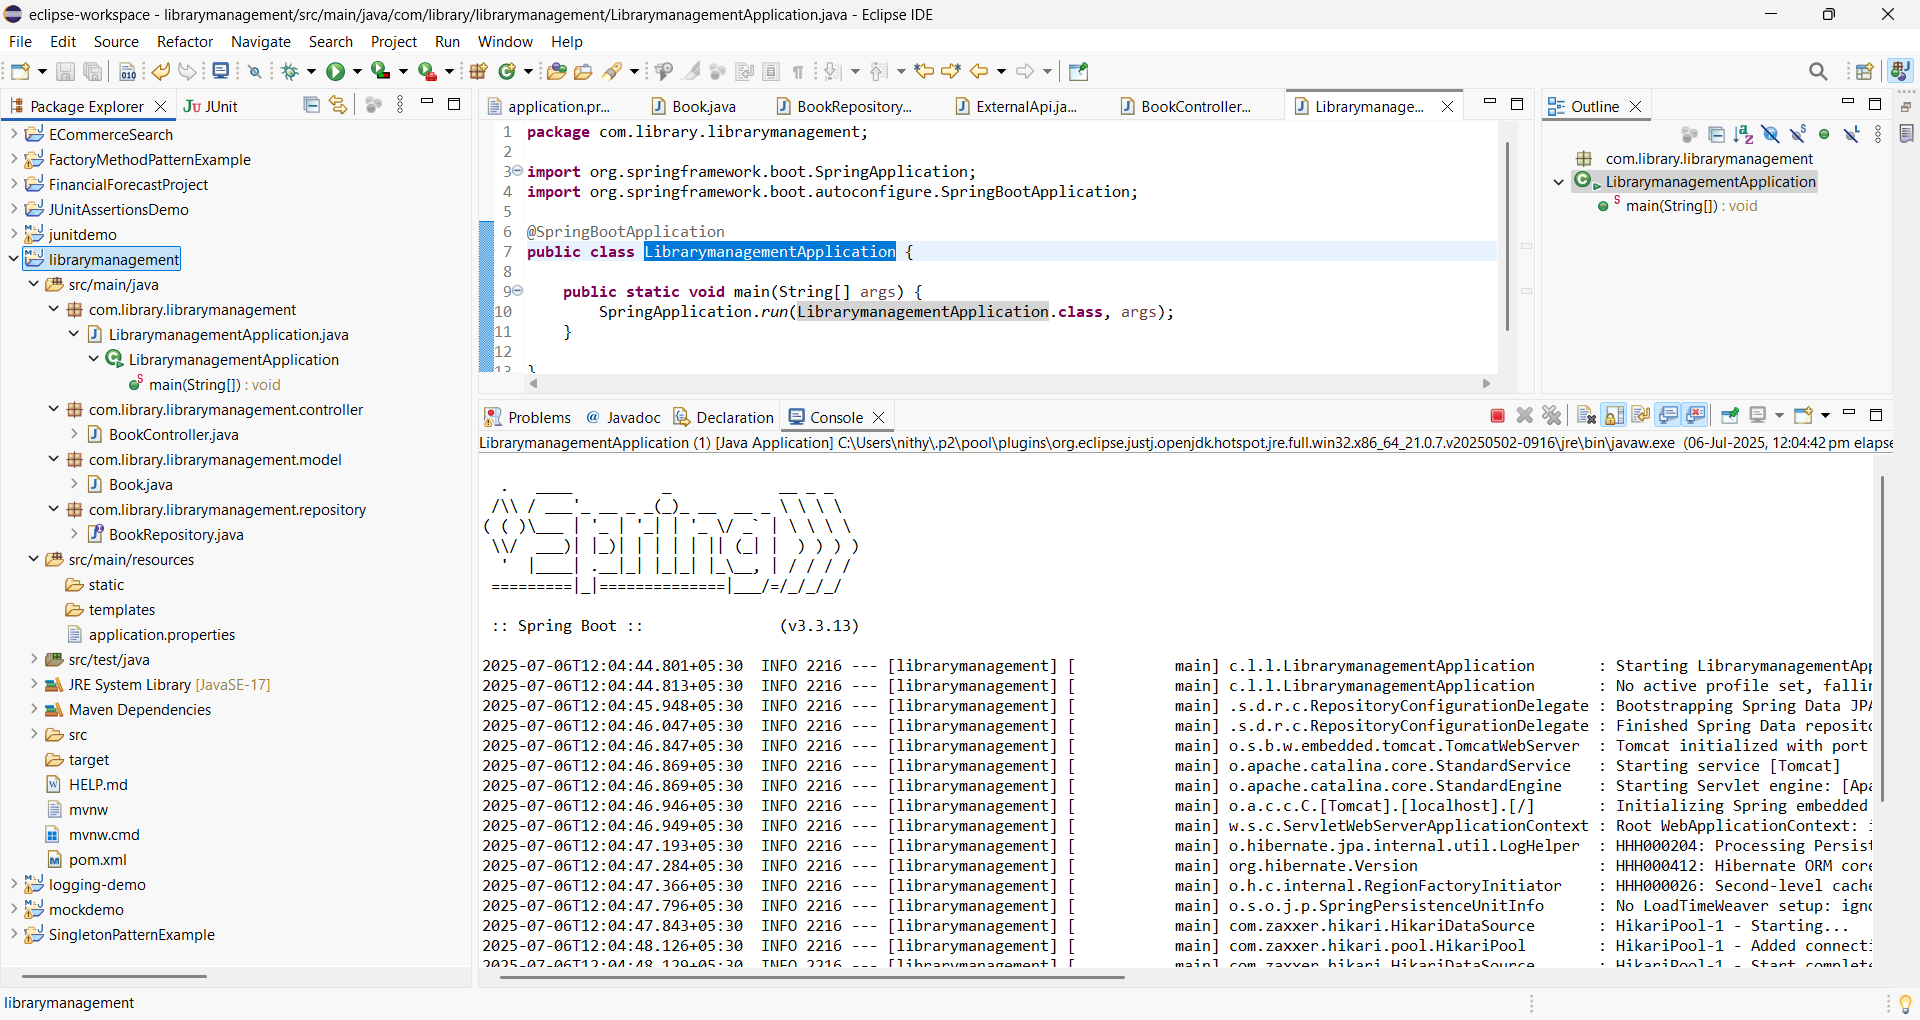 eclipse-workspace - librarymanagement/src/main/java/com/library/librarymanagement/LibrarymanagementApplication.java - Eclipse IDE
File Edit Source Refactor Navigate Search Project Run Window Help
Package Explorer
JUnit
ECommerceSearch
FactoryMethodPatternExample
FinancialForecastProject
JUnitAssertionsDemo
junitdemo
librarymanagement
src/main/java
com.library.librarymanagement
LibrarymanagementApplication.java
LibrarymanagementApplication
main(String[]) : void
com.library.librarymanagement.controller
BookController.java
com.library.librarymanagement.model
Book.java
com.library.librarymanagement.repository
BookRepository.java
src/main/resources
static
templates
application.properties
src/test/java
JRE System Library [JavaSE-17]
Maven Dependencies
src
target
HELP.md
mvnw
mvnw.cmd
pom.xml
logging-demo
mockdemo
SingletonPatternExample
application.pr... Book.java BookRepository... ExternalApi.ja... BookController... Librarymanage...
1 package com.library.librarymanagement;
2
3 import org.springframework.boot.SpringApplication;
4 import org.springframework.boot.autoconfigure.SpringBootApplication;
5
6 @SpringBootApplication
7 public class LibrarymanagementApplication {
8
9 public static void main(String[] args) {
10 SpringApplication.run(LibrarymanagementApplication.class, args);
11 }
12
13 }
Outline
com.library.librarymanagement
LibrarymanagementApplication
main(String[]) : void
Problems Javadoc Declaration Console
LibrarymanagementApplication (1) [Java Application] C:\Users\nithy\.p2\pool\plugins\org.eclipse.justj.openjdk.hotspot.jre.full.win32.x86_64_21.0.7.v20250502-0916\jre\bin\javaw.exe (06-Jul-2025, 12:04:42 pm elapse
Spring
:: Spring Boot :: (v3.3.13)
2025-07-06T12:04:44.801+05:30 INFO 2216 --- [librarymanagement] [ main] c.l.l.LibrarymanagementApplication : Starting LibrarymanagementApp
2025-07-06T12:04:44.813+05:30 INFO 2216 --- [librarymanagement] [ main] c.l.l.LibrarymanagementApplication : No active profile set, fallin
2025-07-06T12:04:45.948+05:30 INFO 2216 --- [librarymanagement] [ main] .s.d.r.c.RepositoryConfigurationDelegate : Bootstrapping Spring Data JPA
2025-07-06T12:04:46.047+05:30 INFO 2216 --- [librarymanagement] [ main] .s.d.r.c.RepositoryConfigurationDelegate : Finished Spring Data reposito
2025-07-06T12:04:46.847+05:30 INFO 2216 --- [librarymanagement] [ main] o.s.b.w.embedded.tomcat.TomcatWebServer : Tomcat initialized with port
2025-07-06T12:04:46.869+05:30 INFO 2216 --- [librarymanagement] [ main] o.apache.catalina.core.StandardService : Starting service [Tomcat]
2025-07-06T12:04:46.869+05:30 INFO 2216 --- [librarymanagement] [ main] o.apache.catalina.core.StandardEngine : Starting Servlet engine: [Apa
2025-07-06T12:04:46.946+05:30 INFO 2216 --- [librarymanagement] [ main] o.a.c.c.C.[Tomcat].[localhost].[/] : Initializing Spring embedded
2025-07-06T12:04:46.949+05:30 INFO 2216 --- [librarymanagement] [ main] w.s.c.ServletWebServerApplicationContext : Root WebApplicationContext: i
2025-07-06T12:04:47.193+05:30 INFO 2216 --- [librarymanagement] [ main] o.hibernate.jpa.internal.util.LogHelper : HHH000204: Processing Persist
2025-07-06T12:04:47.284+05:30 INFO 2216 --- [librarymanagement] [ main] org.hibernate.Version : HHH000412: Hibernate ORM core
2025-07-06T12:04:47.366+05:30 INFO 2216 --- [librarymanagement] [ main] o.h.c.internal.RegionFactoryInitiator : HHH000026: Second-level cache
2025-07-06T12:04:47.796+05:30 INFO 2216 --- [librarymanagement] [ main] o.s.o.j.p.SpringPersistenceUnitInfo : No LoadTimeWeaver setup: igno
2025-07-06T12:04:47.843+05:30 INFO 2216 --- [librarymanagement] [ main] com.zaxxer.hikari.HikariDataSource : HikariPool-1 - Starting...
2025-07-06T12:04:48.126+05:30 INFO 2216 --- [librarymanagement] [ main] com.zaxxer.hikari.pool.HikariPool : HikariPool-1 - Added connecti
2025-07-06T12:04:48.129+05:30 INFO 2216 --- [librarymanagement] [ main] com.zaxxer.hikari.HikariDataSource : HikariPool-1 - Start complete
librarymanagement